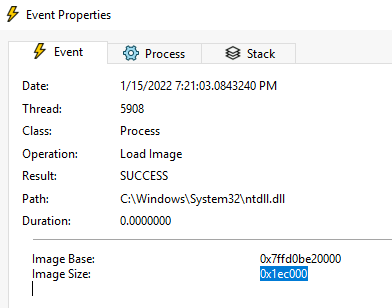 Event Properties
Event Process Stack
Date: 1/15/2022 7:21:03.0843240 PM
Thread: 5908
Class: Process
Operation: Load Image
Result: SUCCESS
Path: C:\Windows\System32\ntdll.dll
Duration: 0.0000000
Image Base: 0x7ffd0be20000
Image Size: 0x1ec000